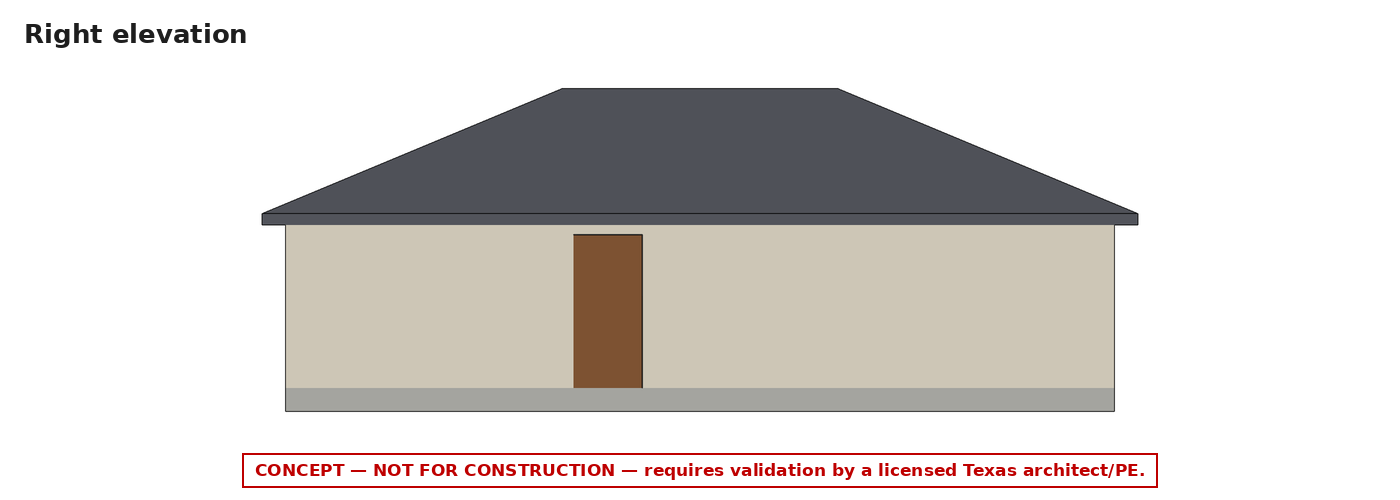 Right elevation
CONCEPT — NOT FOR CONSTRUCTION — requires validation by a licensed Texas architect/PE.